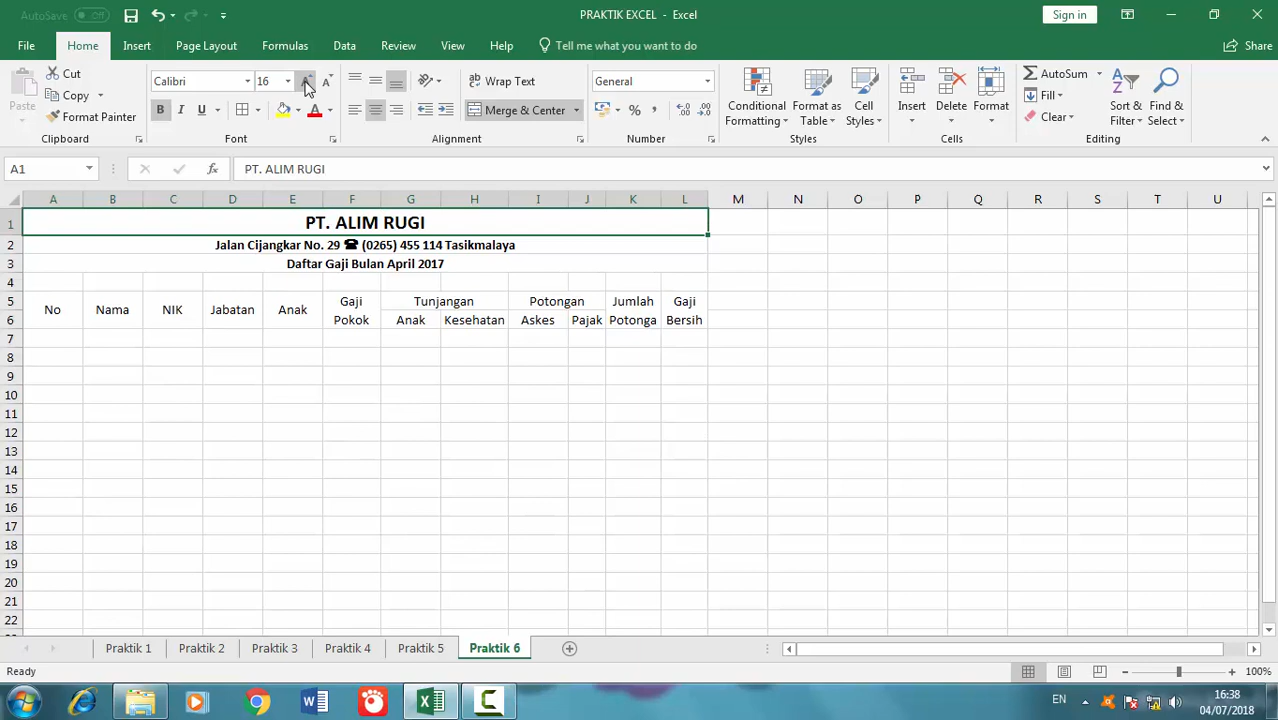 AutoSave Off
PRAKTIK EXCEL - Excel
Sign in
File Home Insert Page Layout Formulas Data Review View Help Tell me what you want to do Share
Paste
Cut
Copy
Format Painter
Clipboard
Calibri 16
B I U
Font
Wrap Text
Merge & Center
Alignment
General
%
Number
Conditional Formatting
Format as Table
Cell Styles
Styles
Insert Delete Format
Cells
AutoSum
Fill
Clear
Sort & Filter
Find & Select
Editing
A1 fx PT. ALIM RUGI
A B C D E F G H I J K L M N O P Q R S T U
1 PT. ALIM RUGI
2 Jalan Cijangkar No. 29 ☎ (0265) 455 114 Tasikmalaya
3 Daftar Gaji Bulan April 2017
4
5 No Nama NIK Jabatan Anak Gaji Tunjangan Potongan Jumlah Gaji
6 Pokok Anak Kesehatan Askes Pajak Potonga Bersih
7
8
9
10
11
12
13
14
15
16
17
18
19
20
21
22
Praktik 1 Praktik 2 Praktik 3 Praktik 4 Praktik 5 Praktik 6
Ready
100%
EN
16:38
04/07/2018